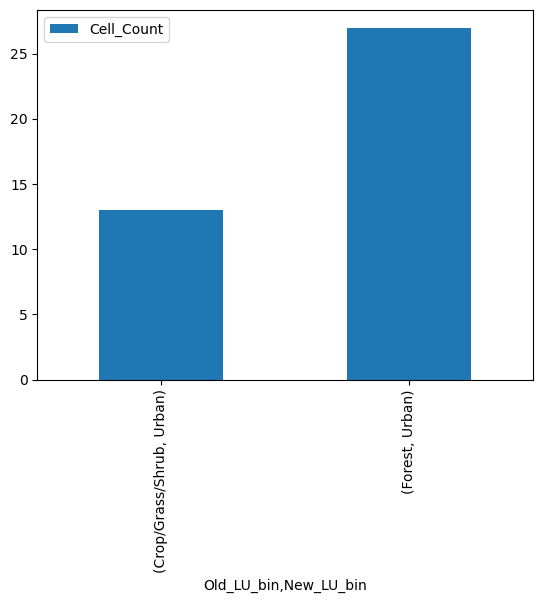 Cell_Count
25
20
15
10
5
0
(Crop/Grass/Shrub, Urban)
(Forest, Urban)
Old_LU_bin,New_LU_bin